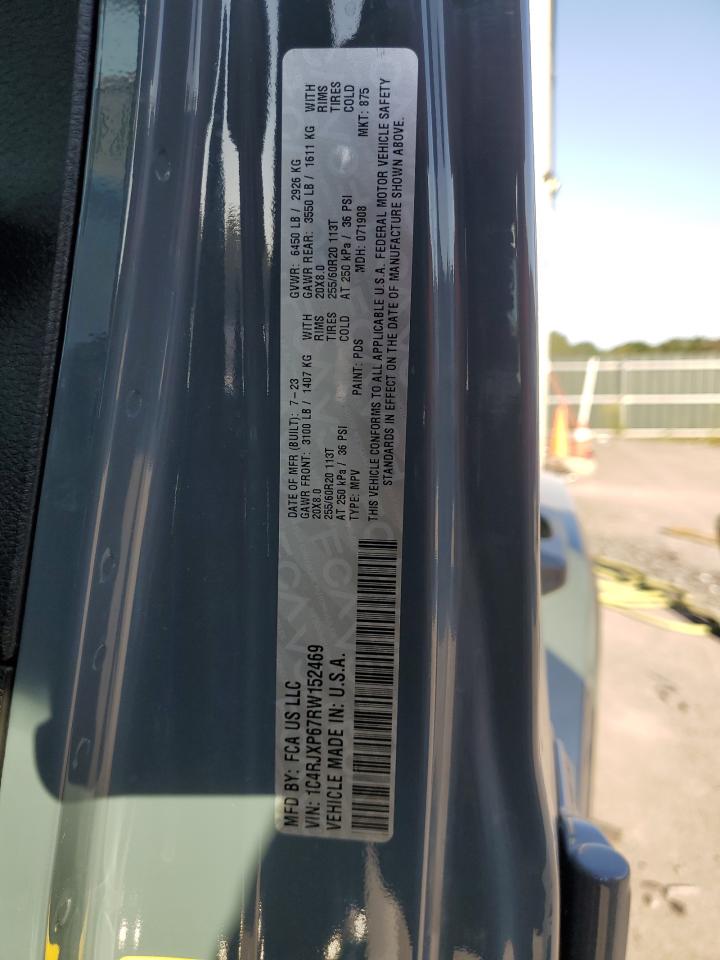 MFD BY: FCA US LLC
VIN: 1C4RJXP67RW152469
VEHICLE MADE IN: U.S.A.
DATE OF MFR (BUILT): 7-23 GVWR: 6450 LB / 2926 KG
GAWR FRONT: 3100 LB / 1407 KG WITH GAWR REAR: 3550 LB / 1611 KG WITH
20X8.0 RIMS 20X8.0 RIMS
255/60R20 113T TIRES 255/60R20 113T TIRES
AT 250 kPa / 36 PSI COLD AT 250 kPa / 36 PSI COLD
TYPE: MPV PAINT: PDS MDH: 071908 MKT: 875
THIS VEHICLE CONFORMS TO ALL APPLICABLE U.S.A. FEDERAL MOTOR VEHICLE SAFETY
STANDARDS IN EFFECT ON THE DATE OF MANUFACTURE SHOWN ABOVE.